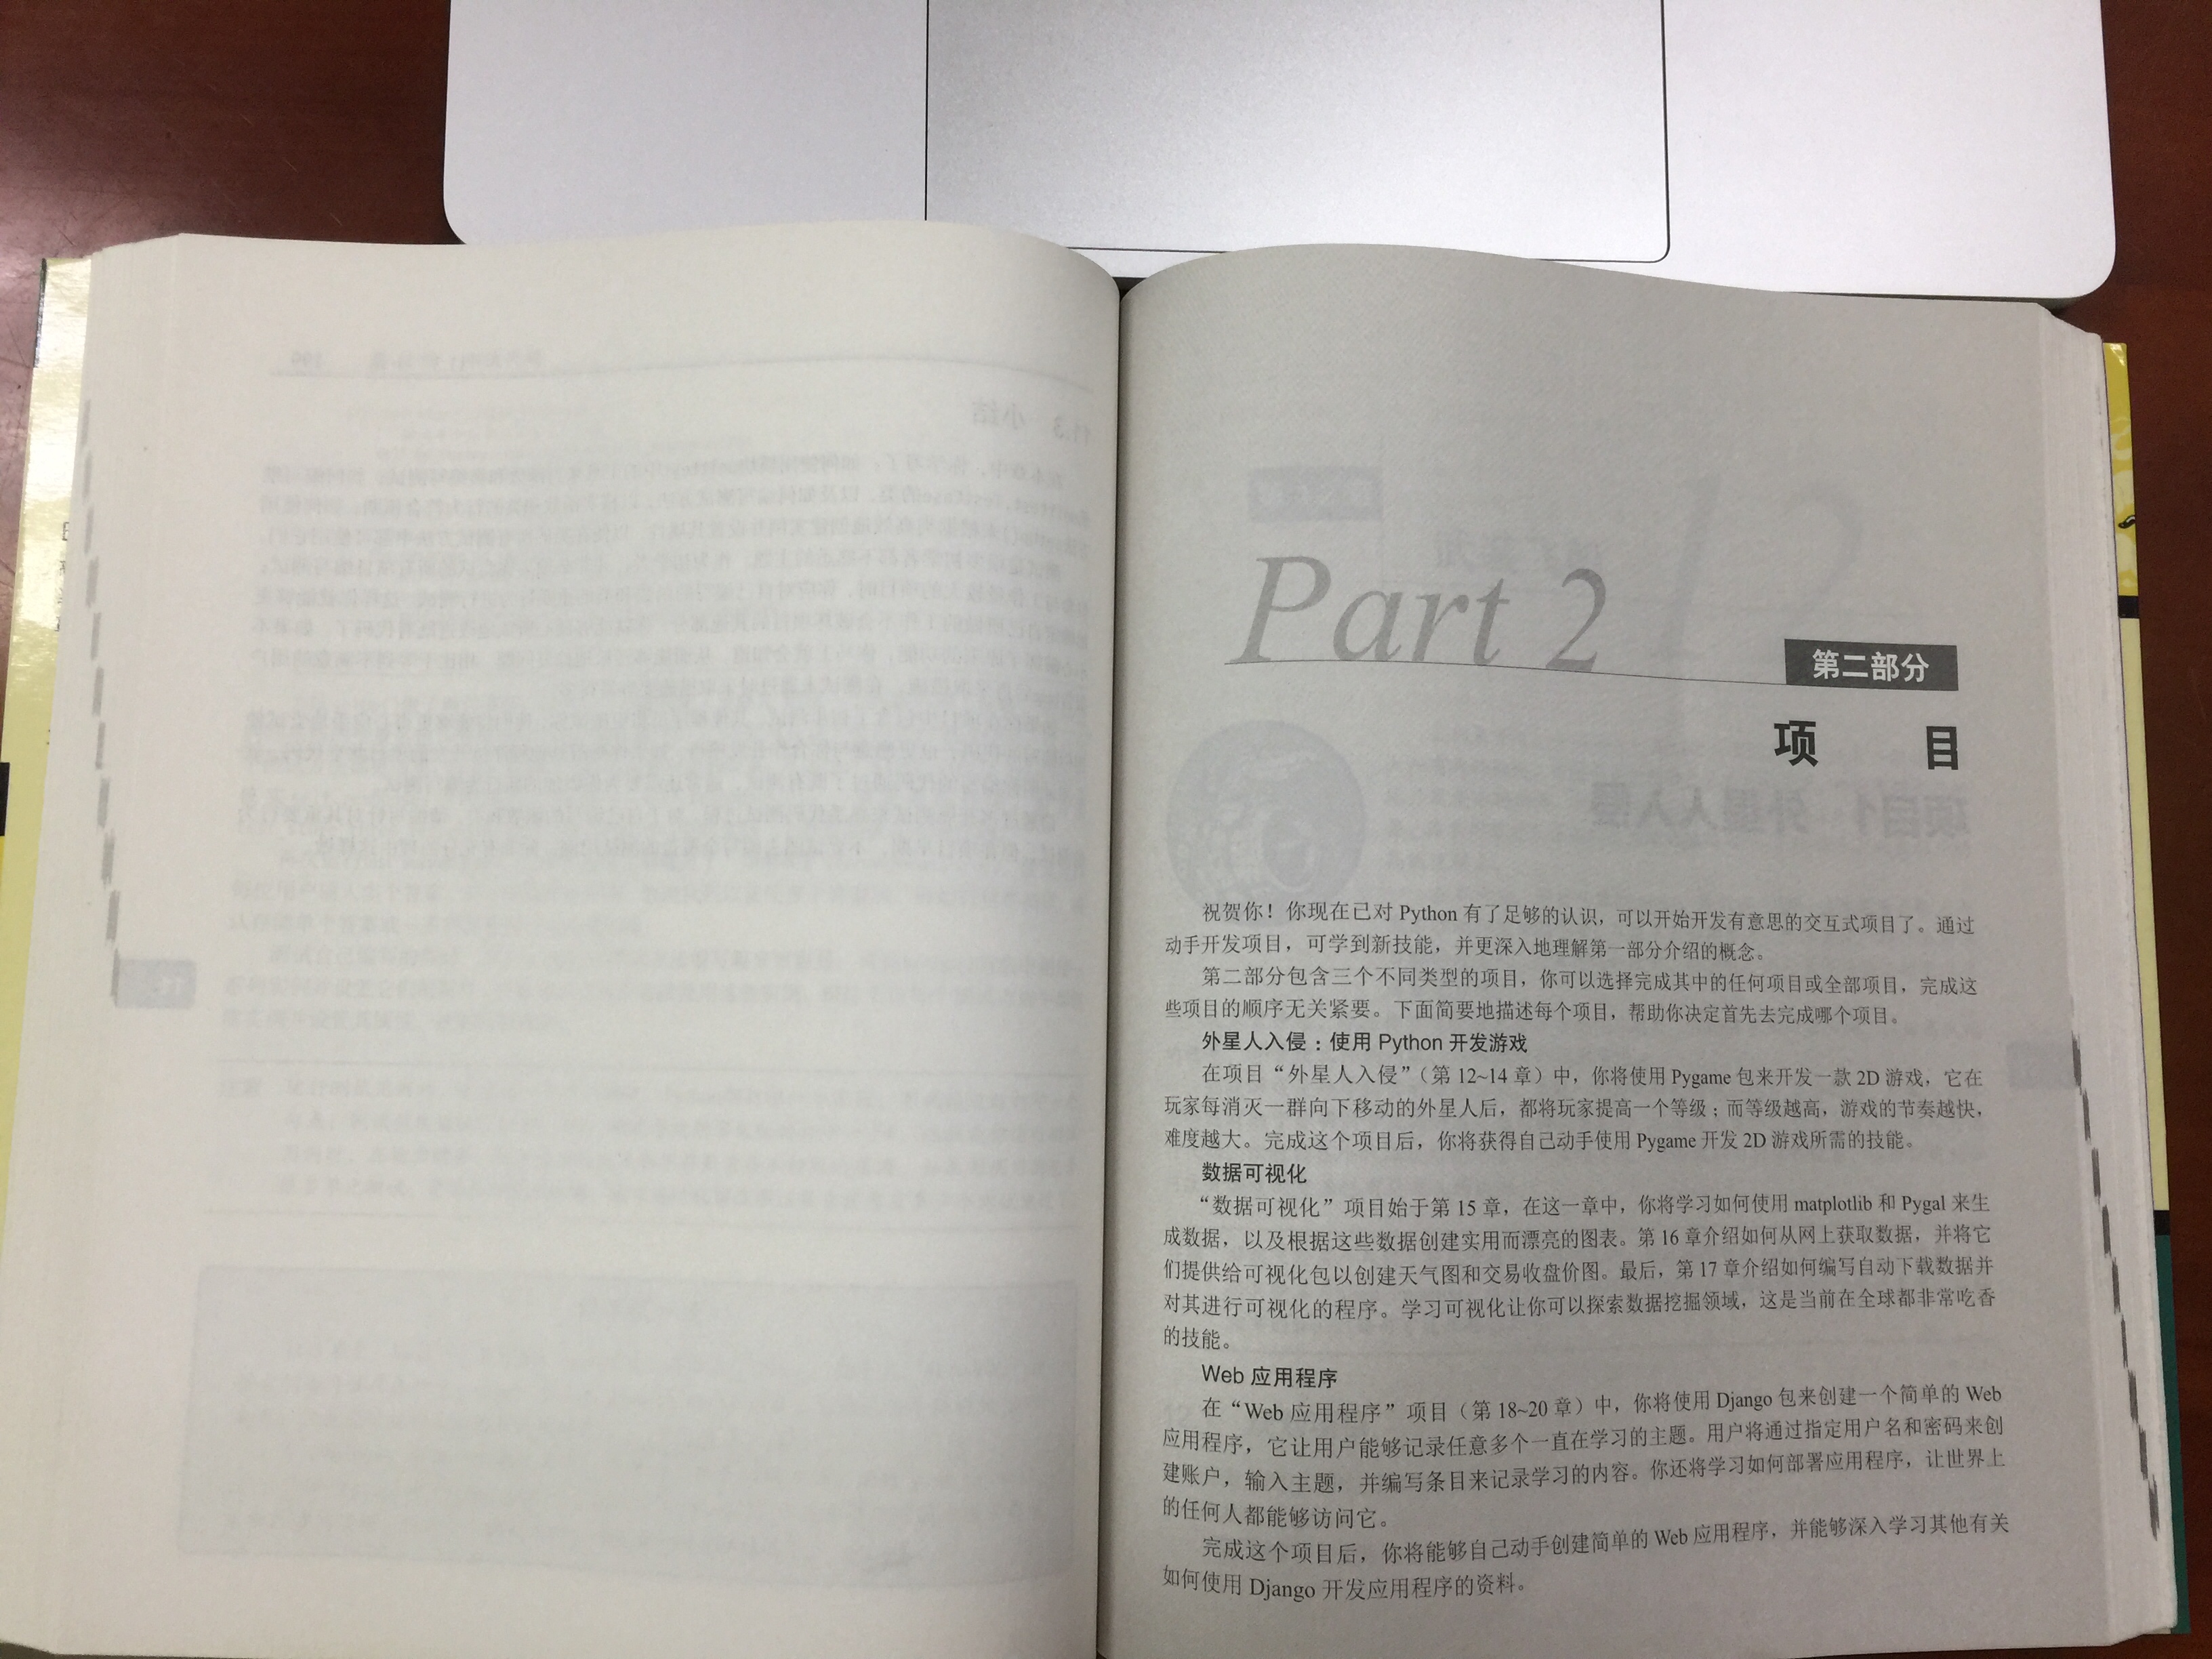 Part 2
第二部分
项 目
祝贺你！你现在已对 Python 有了足够的认识，可以开始开发有意思的交互式项目了。通过
动手开发项目，可学到新技能，并更深入地理解第一部分介绍的概念。
第二部分包含三个不同类型的项目，你可以选择完成其中的任何项目或全部项目，完成这
些项目的顺序无关紧要。下面简要地描述每个项目，帮助你决定首先去完成哪个项目。
外星人入侵：使用 Python 开发游戏
在项目“外星人入侵”（第 12~14 章）中，你将使用 Pygame 包来开发一款 2D 游戏，它在
玩家每消灭一群向下移动的外星人后，都将玩家提高一个等级；而等级越高，游戏的节奏越快，
难度越大。完成这个项目后，你将获得自己动手使用 Pygame 开发 2D 游戏所需的技能。
数据可视化
“数据可视化”项目始于第 15 章，在这一章中，你将学习如何使用 matplotlib 和 Pygal 来生
成数据，以及根据这些数据创建实用而漂亮的图表。第 16 章介绍如何从网上获取数据，并将它
们提供给可视化包以创建天气图和交易收盘价图。最后，第 17 章介绍如何编写自动下载数据并
对其进行可视化的程序。学习可视化让你可以探索数据挖掘领域，这是当前在全球都非常吃香
的技能。
Web 应用程序
在“Web 应用程序”项目（第 18~20 章）中，你将使用 Django 包来创建一个简单的 Web
应用程序，它让用户能够记录任意多个一直在学习的主题。用户将通过指定用户名和密码来创
建账户，输入主题，并编写条目来记录学习的内容。你还将学习如何部署应用程序，让世界上
的任何人都能够访问它。
完成这个项目后，你将能够自己动手创建简单的 Web 应用程序，并能够深入学习其他有关
如何使用 Django 开发应用程序的资料。